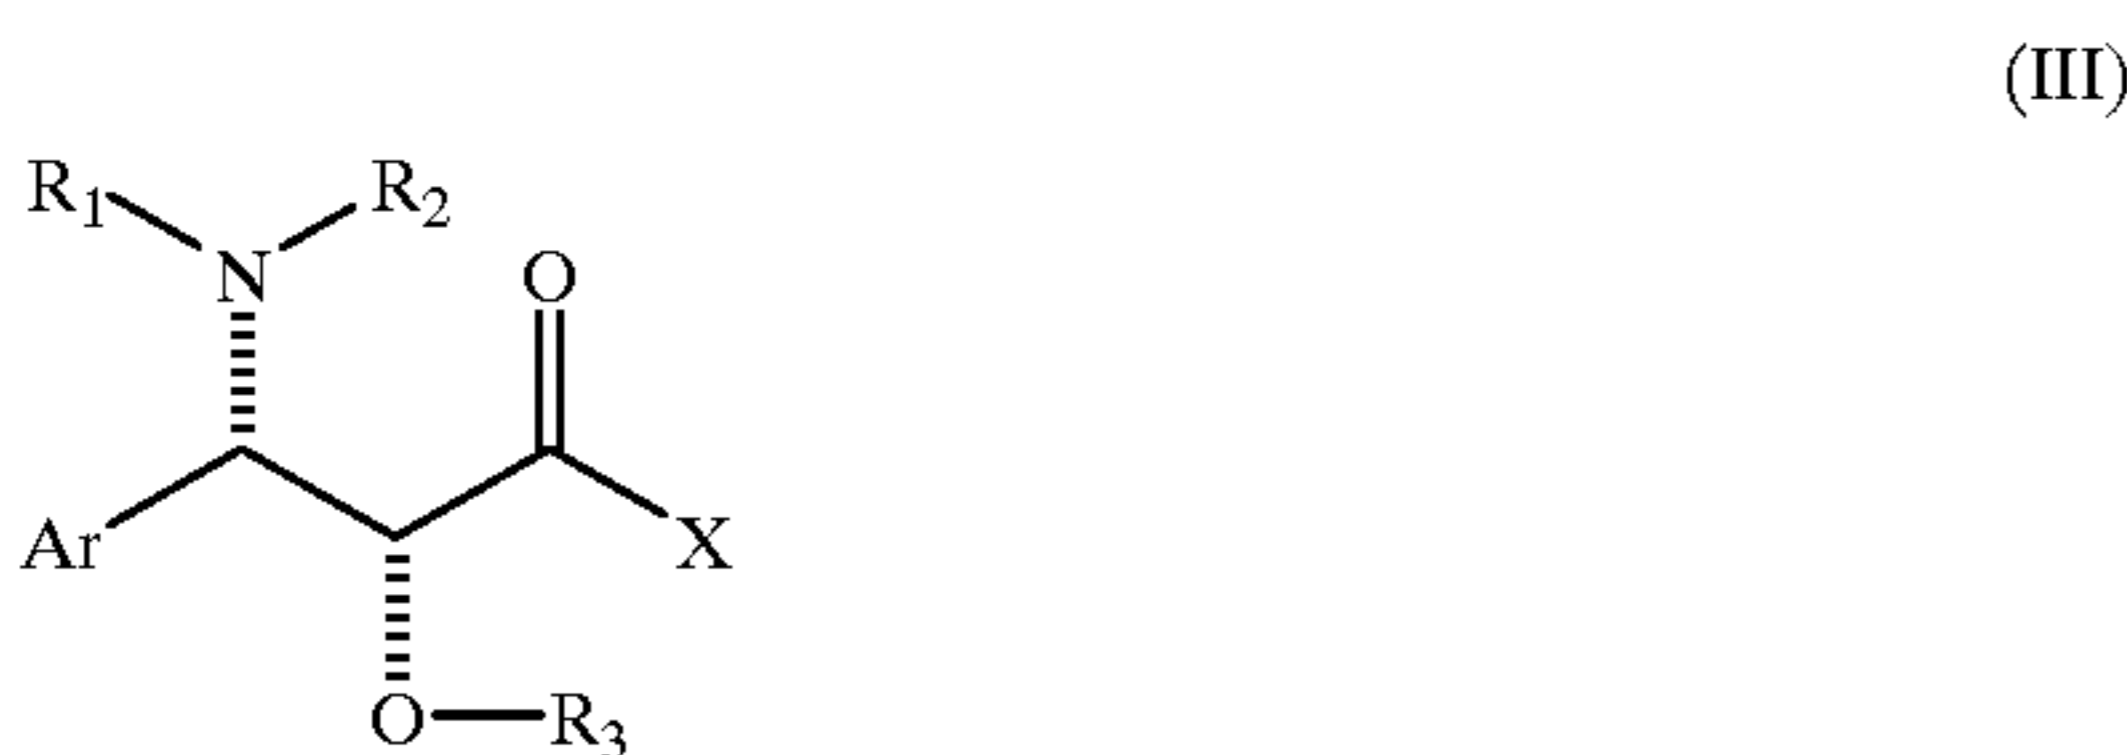 (III)
R₁ R₂
N O
Ar X
O R₃